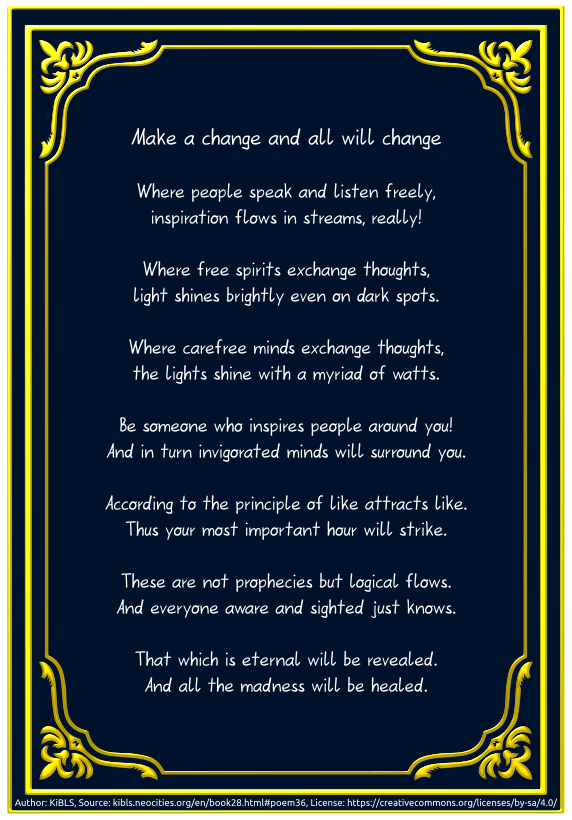 Make a change and all will change
Where people speak and listen freely,
inspiration flows in streams, really!
Where free spirits exchange thoughts,
light shines brightly even on dark spots.
Where carefree minds exchange thoughts,
the lights shine with a myriad of watts.
Be someone who inspires people around you!
And in turn invigorated minds will surround you.
According to the principle of like attracts like.
Thus your most important hour will strike.
These are not prophecies but logical flows.
And everyone aware and sighted just knows.
That which is eternal will be revealed.
And all the madness will be healed.
Author: KiBLS, Source: kibls.neocities.org/en/book28.html#poem36, License: https://creativecommons.org/licenses/by-sa/4.0/